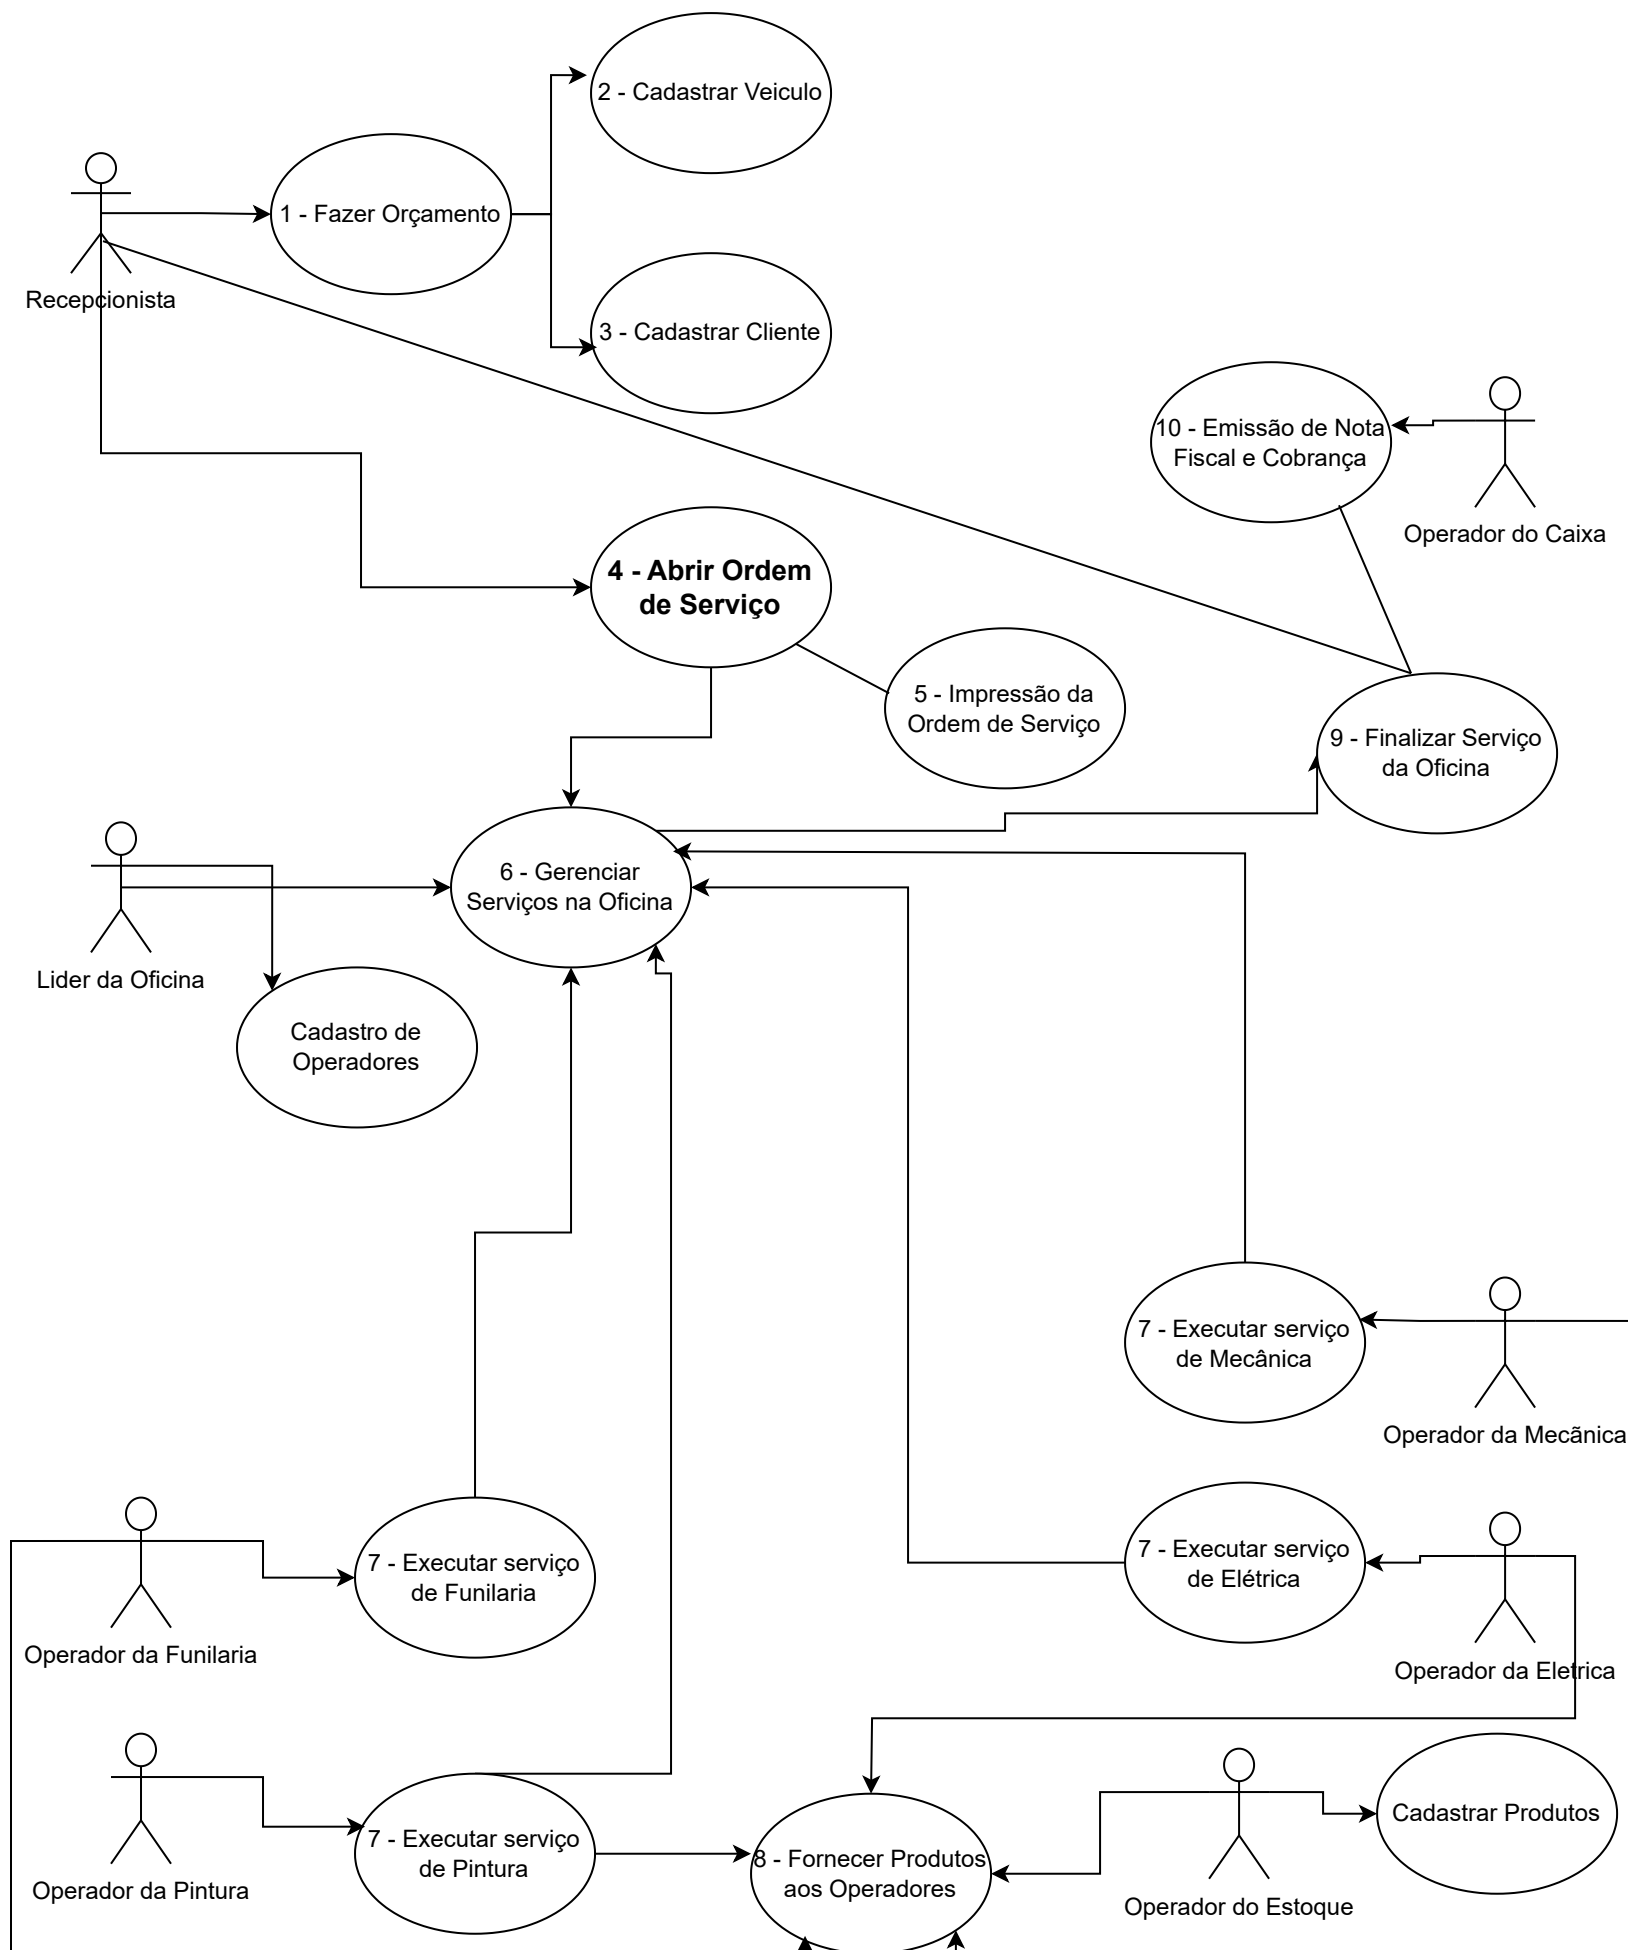 2 - Cadastrar Veiculo
1 - Fazer Orçamento
Recepcionista
3 - Cadastrar Cliente
10 - Emissão de Nota
Fiscal e Cobrança
Operador do Caixa
4 - Abrir Ordem
de Serviço
5 - Impressão da
Ordem de Serviço
9 - Finalizar Serviço
da Oficina
6 - Gerenciar
Serviços na Oficina
Lider da Oficina
Cadastro de
Operadores
7 - Executar serviço
de Mecânica
Operador da Mecãnica
7 - Executar serviço
de Funilaria
Operador da Funilaria
7 - Executar serviço
de Elétrica
Operador da Eletrica
7 - Executar serviço
de Pintura
Operador da Pintura
8 - Fornecer Produtos
aos Operadores
Operador do Estoque
Cadastrar Produtos